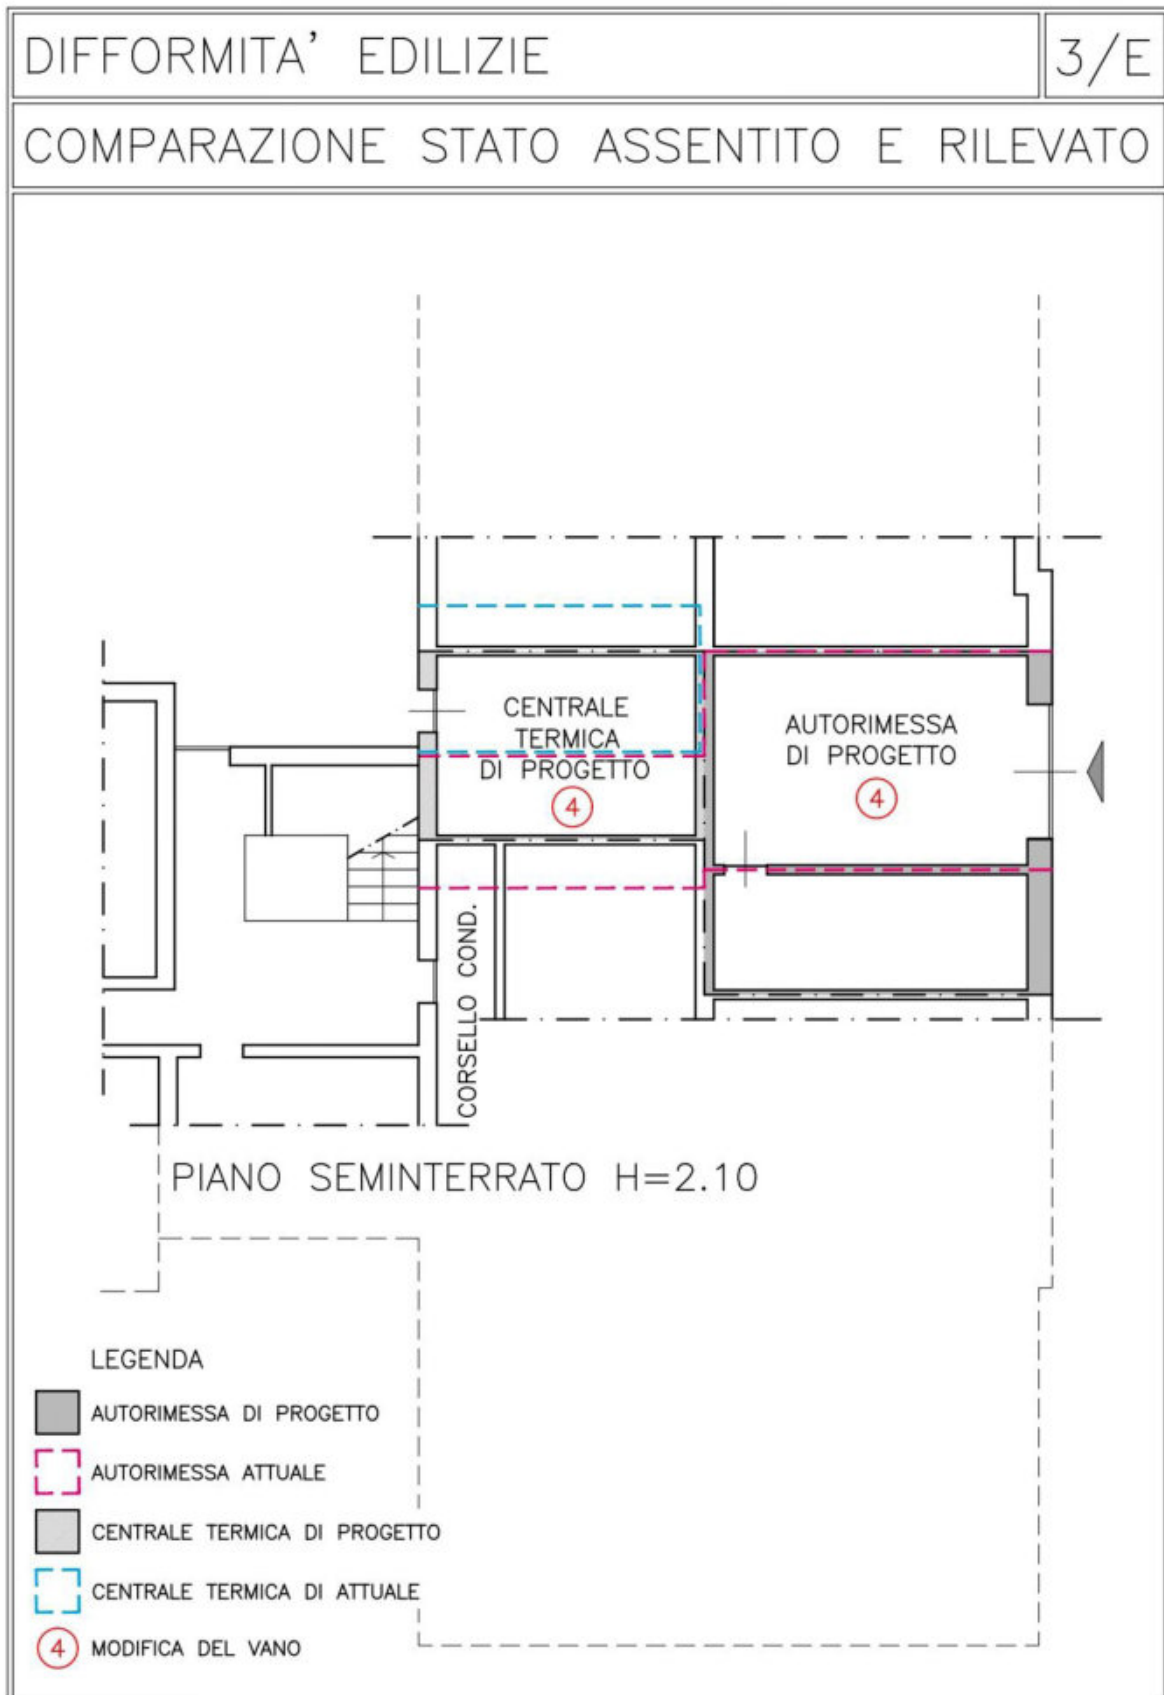 DIFFORMITA' EDILIZIE
3/E
COMPARAZIONE STATO ASSENTITO E RILEVATO
CENTRALE
TERMICA
DI PROGETTO
4
AUTORIMESSA
DI PROGETTO
4
CORSELLO COND.
PIANO SEMINTERRATO H=2.10
LEGENDA
AUTORIMESSA DI PROGETTO
AUTORIMESSA ATTUALE
CENTRALE TERMICA DI PROGETTO
CENTRALE TERMICA DI ATTUALE
4 MODIFICA DEL VANO